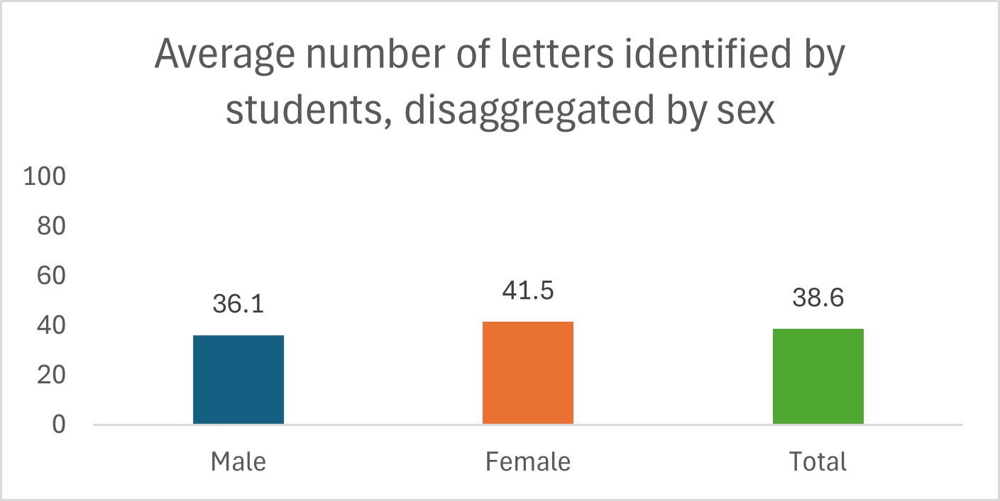 Average number of letters identified by
students, disaggregated by sex
100
80
60
40
20
0
36.1
41.5
38.6
Male
Female
Total